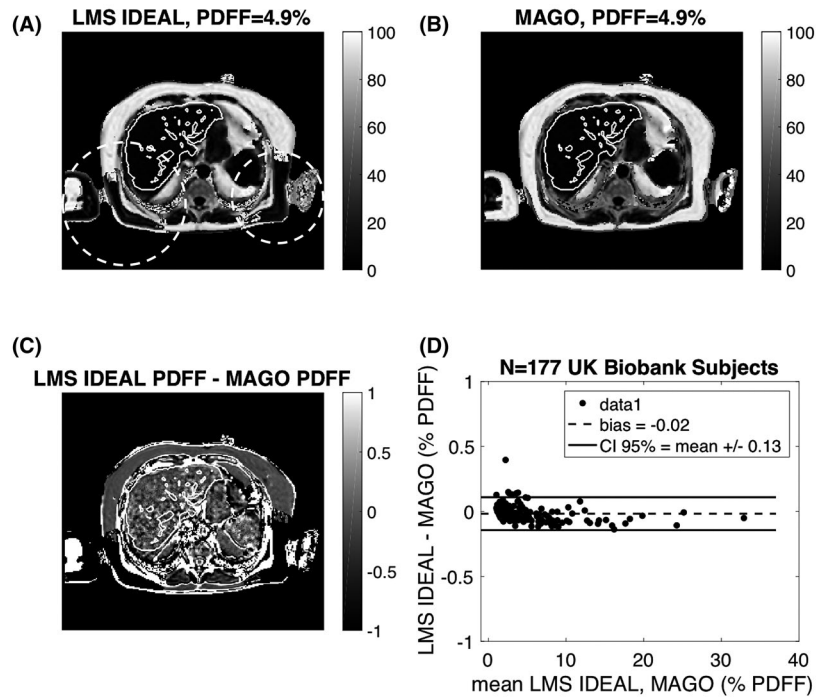 (A)
LMS IDEAL, PDFF=4.9%
100
80
60
40
20
0
(B)
MAGO, PDFF=4.9%
100
80
60
40
20
0
(C)
LMS IDEAL PDFF - MAGO PDFF
1
0.5
0
-0.5
-1
(D)
N=177 UK Biobank Subjects
LMS IDEAL - MAGO (% PDFF)
1
0.5
0
-0.5
-1
data1
bias = -0.02
CI 95% = mean +/- 0.13
0 10 20 30 40
mean LMS IDEAL, MAGO (% PDFF)